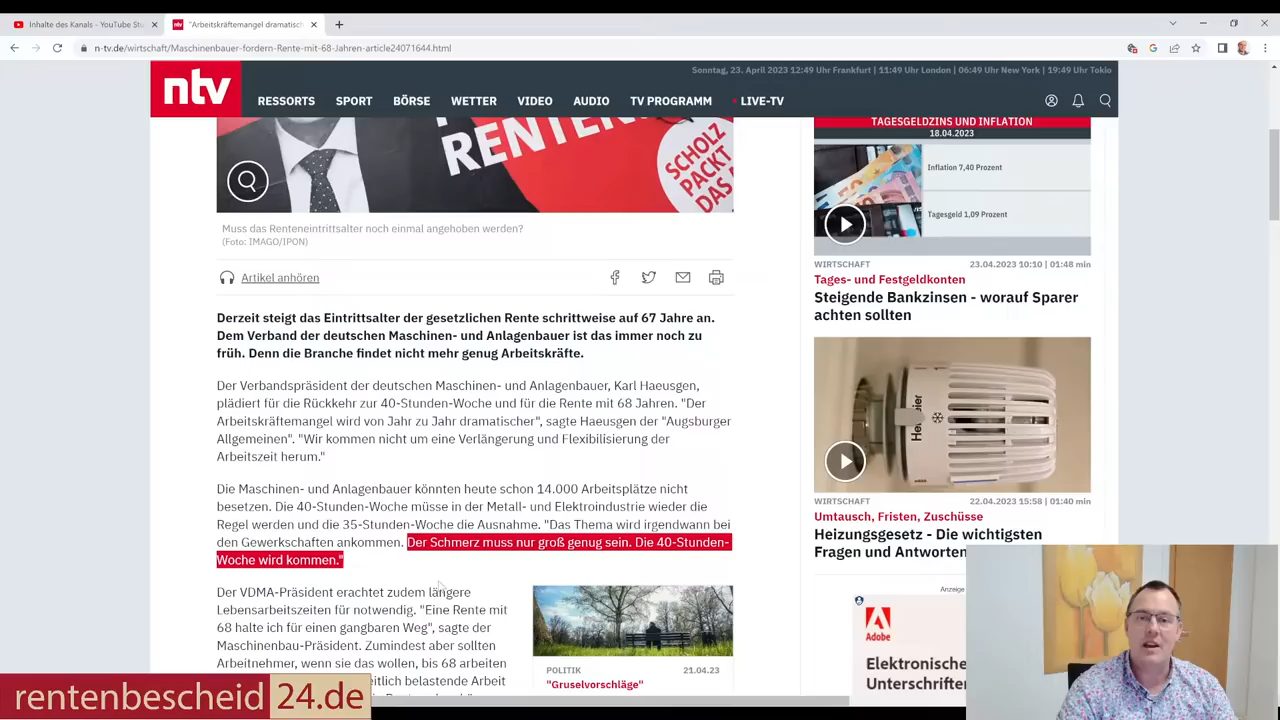 Inhalte des Kanals - YouTube Stu
"Arbeitskräftemangel dramatisch
n-tv.de/wirtschaft/Maschinenbauer-fordern-Rente-mit-68-Jahren-article24071644.html
Sonntag, 23. April 2023 12:49 Uhr Frankfurt | 11:49 Uhr London | 06:49 Uhr New York | 19:49 Uhr Tokio
ntv
RESSORTS SPORT BÖRSE WETTER VIDEO AUDIO TV PROGRAMM LIVE-TV
RENTEN
SCHOLZ
PACKT
DAS
Muss das Renteneintrittsalter noch einmal angehoben werden?
(Foto: IMAGO/IPON)
Artikel anhören
Derzeit steigt das Eintrittsalter der gesetzlichen Rente schrittweise auf 67 Jahre an.
Dem Verband der deutschen Maschinen- und Anlagenbauer ist das immer noch zu
früh. Denn die Branche findet nicht mehr genug Arbeitskräfte.
Der Verbandspräsident der deutschen Maschinen- und Anlagenbauer, Karl Haeusgen,
plädiert für die Rückkehr zur 40-Stunden-Woche und für die Rente mit 68 Jahren. "Der
Arbeitskräftemangel wird von Jahr zu Jahr dramatischer", sagte Haeusgen der "Augsburger
Allgemeinen". "Wir kommen nicht um eine Verlängerung und Flexibilisierung der
Arbeitszeit herum."
Die Maschinen- und Anlagenbauer könnten heute schon 14.000 Arbeitsplätze nicht
besetzen. Die 40-Stunden-Woche müsse in der Metall- und Elektroindustrie wieder die
Regel werden und die 35-Stunden-Woche die Ausnahme. "Das Thema wird irgendwann bei
den Gewerkschaften ankommen. Der Schmerz muss nur groß genug sein. Die 40-Stunden-
Woche wird kommen."
Der VDMA-Präsident erachtet zudem längere
Lebensarbeitszeiten für notwendig. "Eine Rente mit
68 halte ich für einen gangbaren Weg", sagte der
Maschinenbau-Präsident. Zumindest aber sollten
Arbeitnehmer, wenn sie das wollen, bis 68 arbeiten
eitlich belastende Arbeit
POLITIK 21.04.23
"Gruselvorschläge"
TAGESGELDZINS UND INFLATION
18.04.2023
Inflation 7,40 Prozent
Tagesgeld 1,09 Prozent
WIRTSCHAFT 23.04.2023 10:10 | 01:48 min
Tages- und Festgeldkonten
Steigende Bankzinsen - worauf Sparer
achten sollten
WIRTSCHAFT 22.04.2023 15:58 | 01:40 min
Umtausch, Fristen, Zuschüsse
Heizungsgesetz - Die wichtigsten
Fragen und Antworten
Anzeige
Adobe
Elektronische
Unterschriften
rentenbescheid24.de